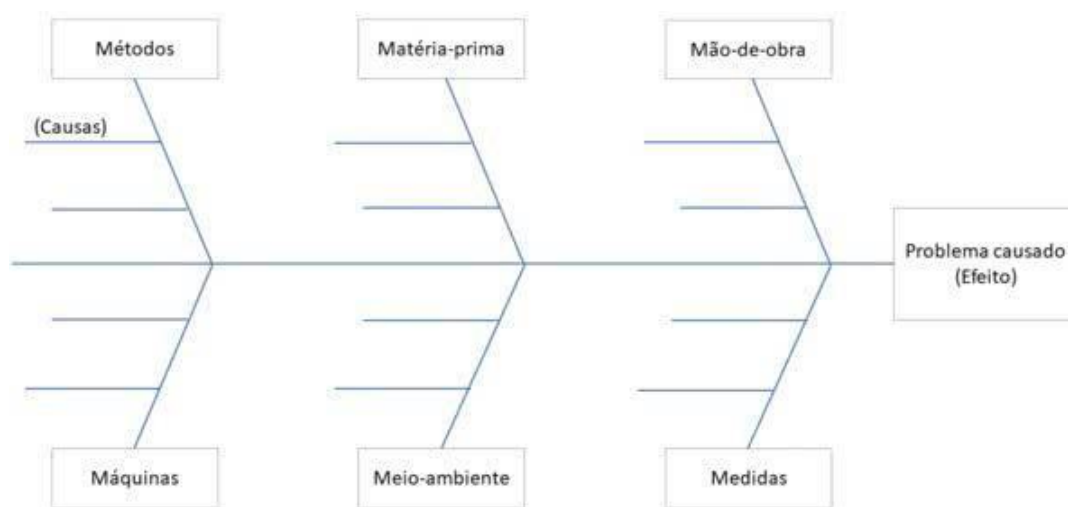 Métodos
Matéria-prima
Mão-de-obra
(Causas)
Problema causado
(Efeito)
Máquinas
Meio-ambiente
Medidas